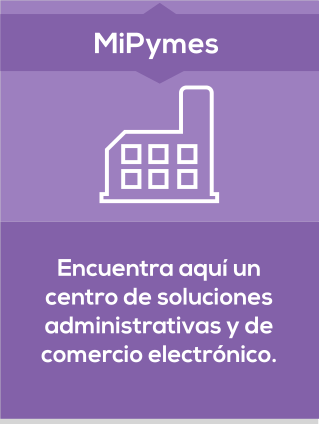 MiPymes
Encuentra aquí un
centro de soluciones
administrativas y de
comercio electrónico.